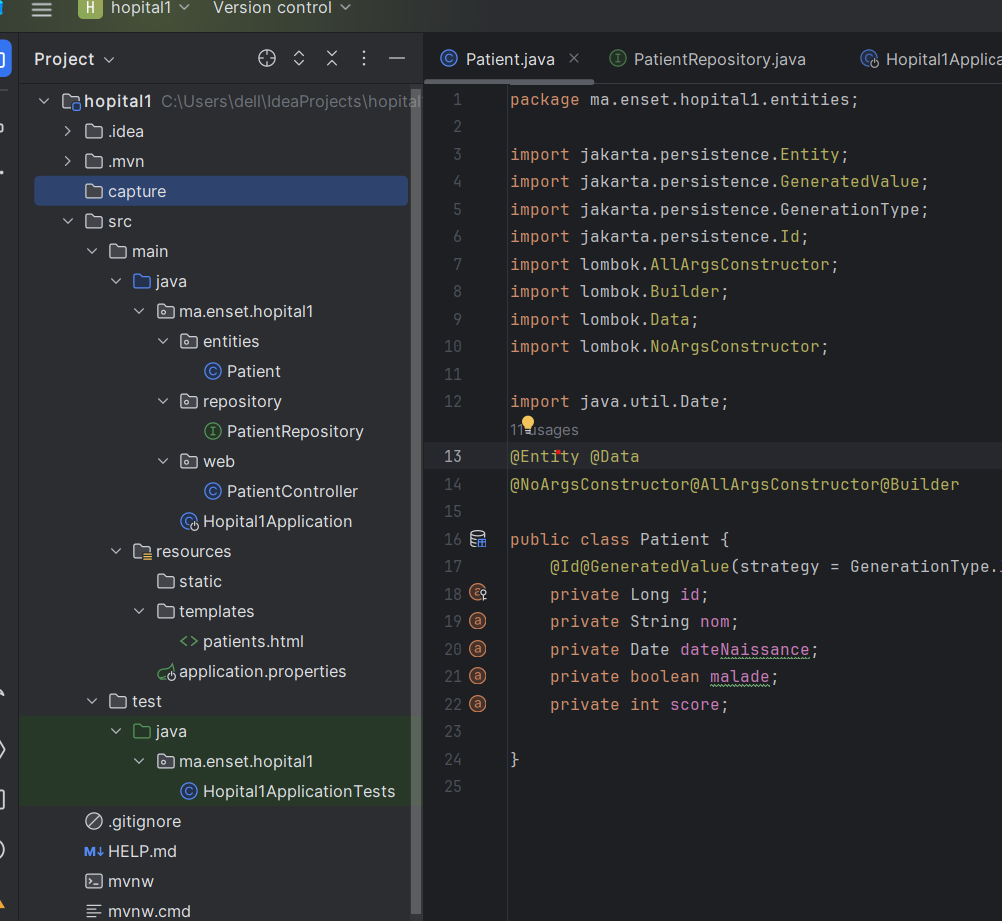 H hopital1 Version control
Project
hopital1 C:\Users\dell\IdeaProjects\hopital
.idea
.mvn
capture
src
main
java
ma.enset.hopital1
entities
Patient
repository
PatientRepository
web
PatientController
Hopital1Application
resources
static
templates
patients.html
application.properties
test
java
ma.enset.hopital1
Hopital1ApplicationTests
.gitignore
M↓ HELP.md
mvnw
mvnw.cmd
Patient.java PatientRepository.java Hopital1Applica
1 package ma.enset.hopital1.entities;
2
3 import jakarta.persistence.Entity;
4 import jakarta.persistence.GeneratedValue;
5 import jakarta.persistence.GenerationType;
6 import jakarta.persistence.Id;
7 import lombok.AllArgsConstructor;
8 import lombok.Builder;
9 import lombok.Data;
10 import lombok.NoArgsConstructor;
11
12 import java.util.Date;
11 usages
13 @Entity @Data
14 @NoArgsConstructor@AllArgsConstructor@Builder
15
16 public class Patient {
17 @Id@GeneratedValue(strategy = GenerationType.
18 private Long id;
19 private String nom;
20 private Date dateNaissance;
21 private boolean malade;
22 private int score;
23
24 }
25